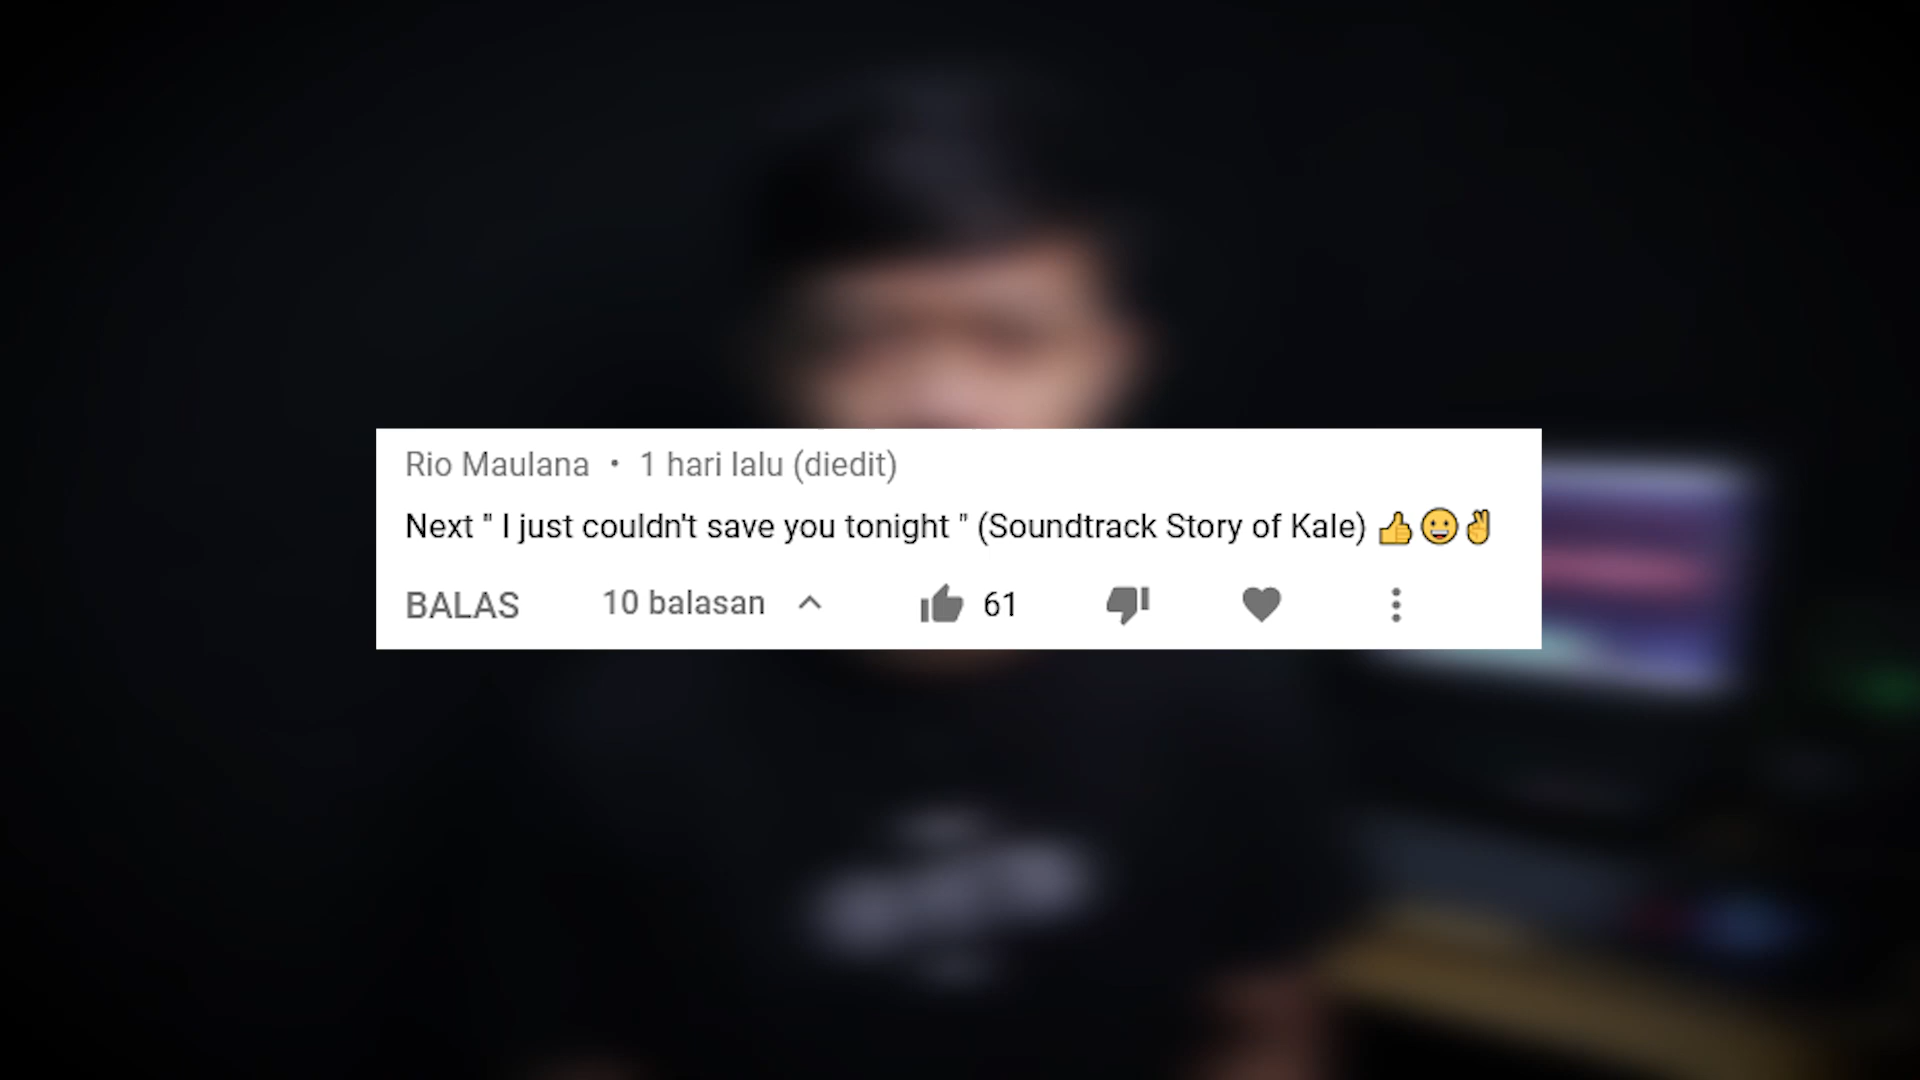 Rio Maulana • 1 hari lalu (diedit)
Next " I just couldn't save you tonight " (Soundtrack Story of Kale) 👍😀✌
BALAS 10 balasan 61